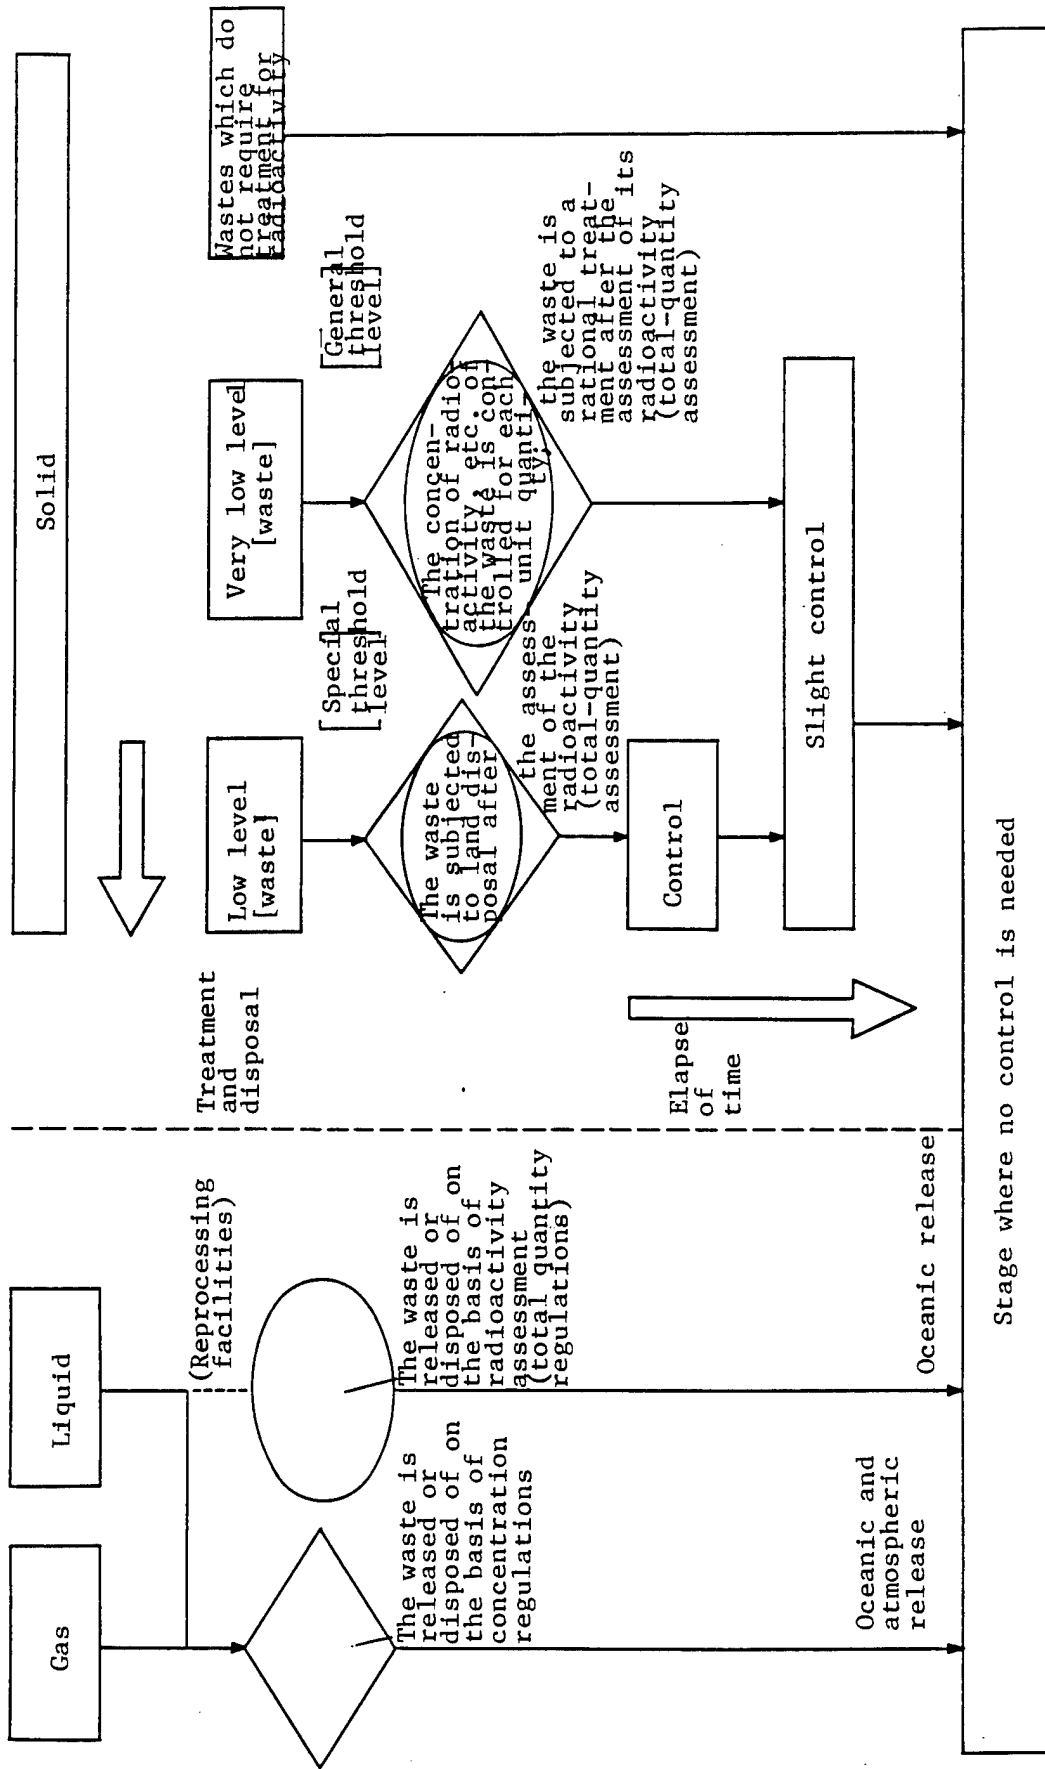 Gas
Liquid
Solid
(Reprocessing
facilities)
Treatment
and
disposal
Low level
[waste]
Very low level
[waste]
Wastes which do
not require
treatment for
radioactivity
[Special
threshold
level]
[General
threshold
level]
The waste is
released or
disposed of on
the basis of
concentration
regulations
The waste is
released or
disposed of on
the basis of
radioactivity
assessment
(total quantity
regulations)
The waste
is subjected
to land dis-
posal after
the assess-
ment of the
radioactivity
(total-quantity
assessment)
The concen-
tration of radio-
activity, etc. of
the waste is con-
trolled for each
unit quanti-
ty;
the waste is
subjected to a
rational treat-
ment after the
assessment of its
radioactivity
(total-quantity
assessment)
Elapse
of
time
Control
Slight control
Oceanic and
atmospheric
release
Oceanic release
Stage where no control is needed